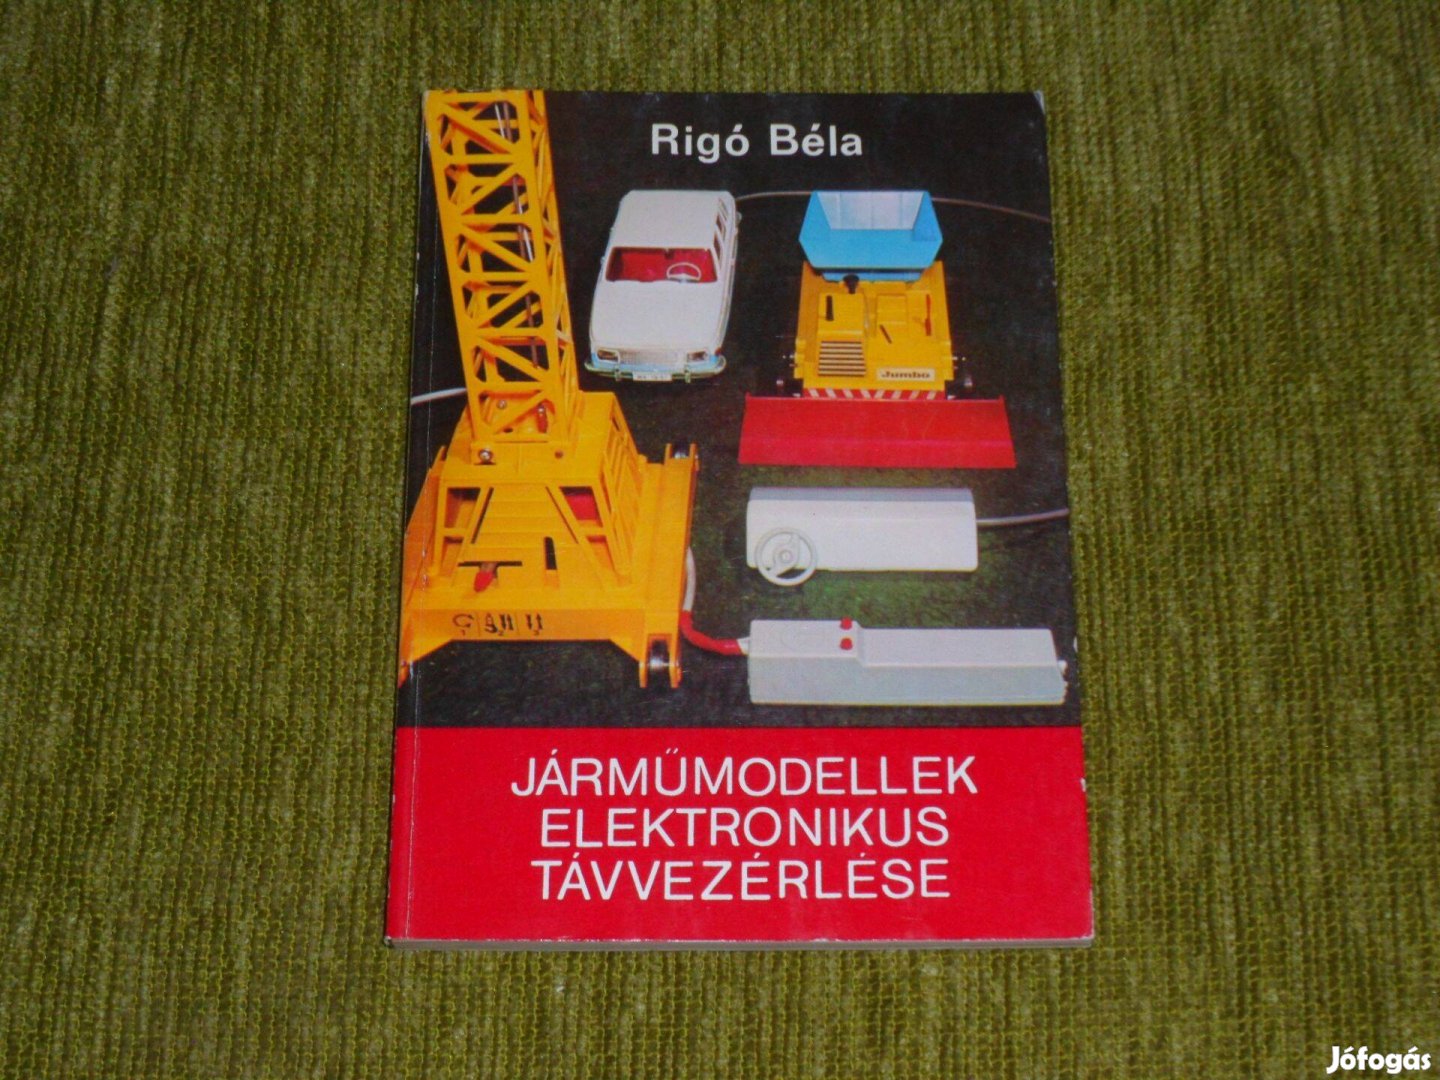 Rigó Béla
Jumbo
JÁRMŰMODELLEK
ELEKTRONIKUS
TÁVVEZÉRLÉSE
Jófogás